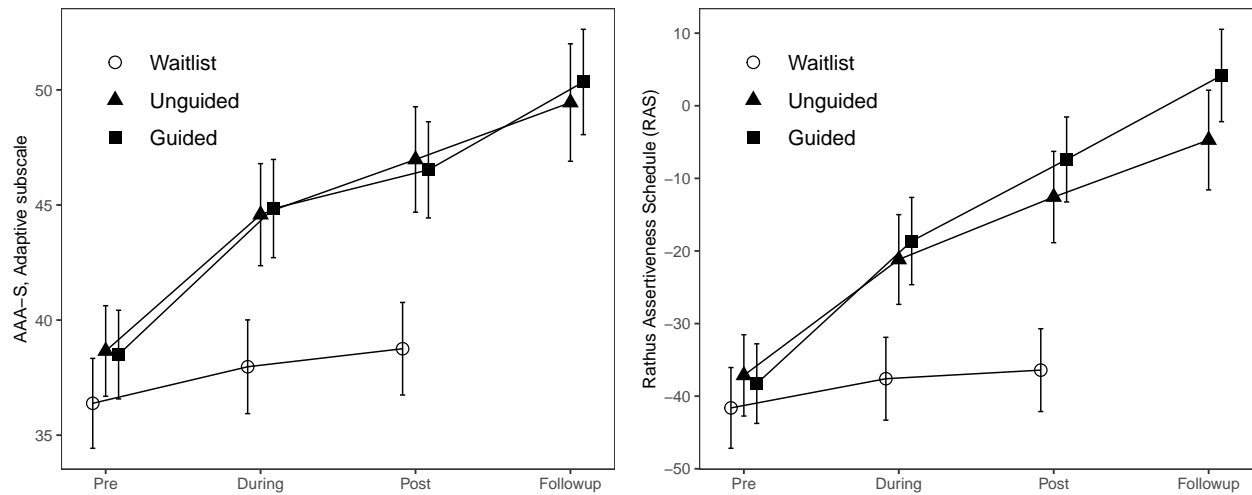 AAA−S, Adaptive subscale
50
45
40
35
Waitlist
Unguided
Guided
Pre
During
Post
Followup
Rathus Assertiveness Schedule (RAS)
10
0
−10
−20
−30
−40
−50
Waitlist
Unguided
Guided
Pre
During
Post
Followup